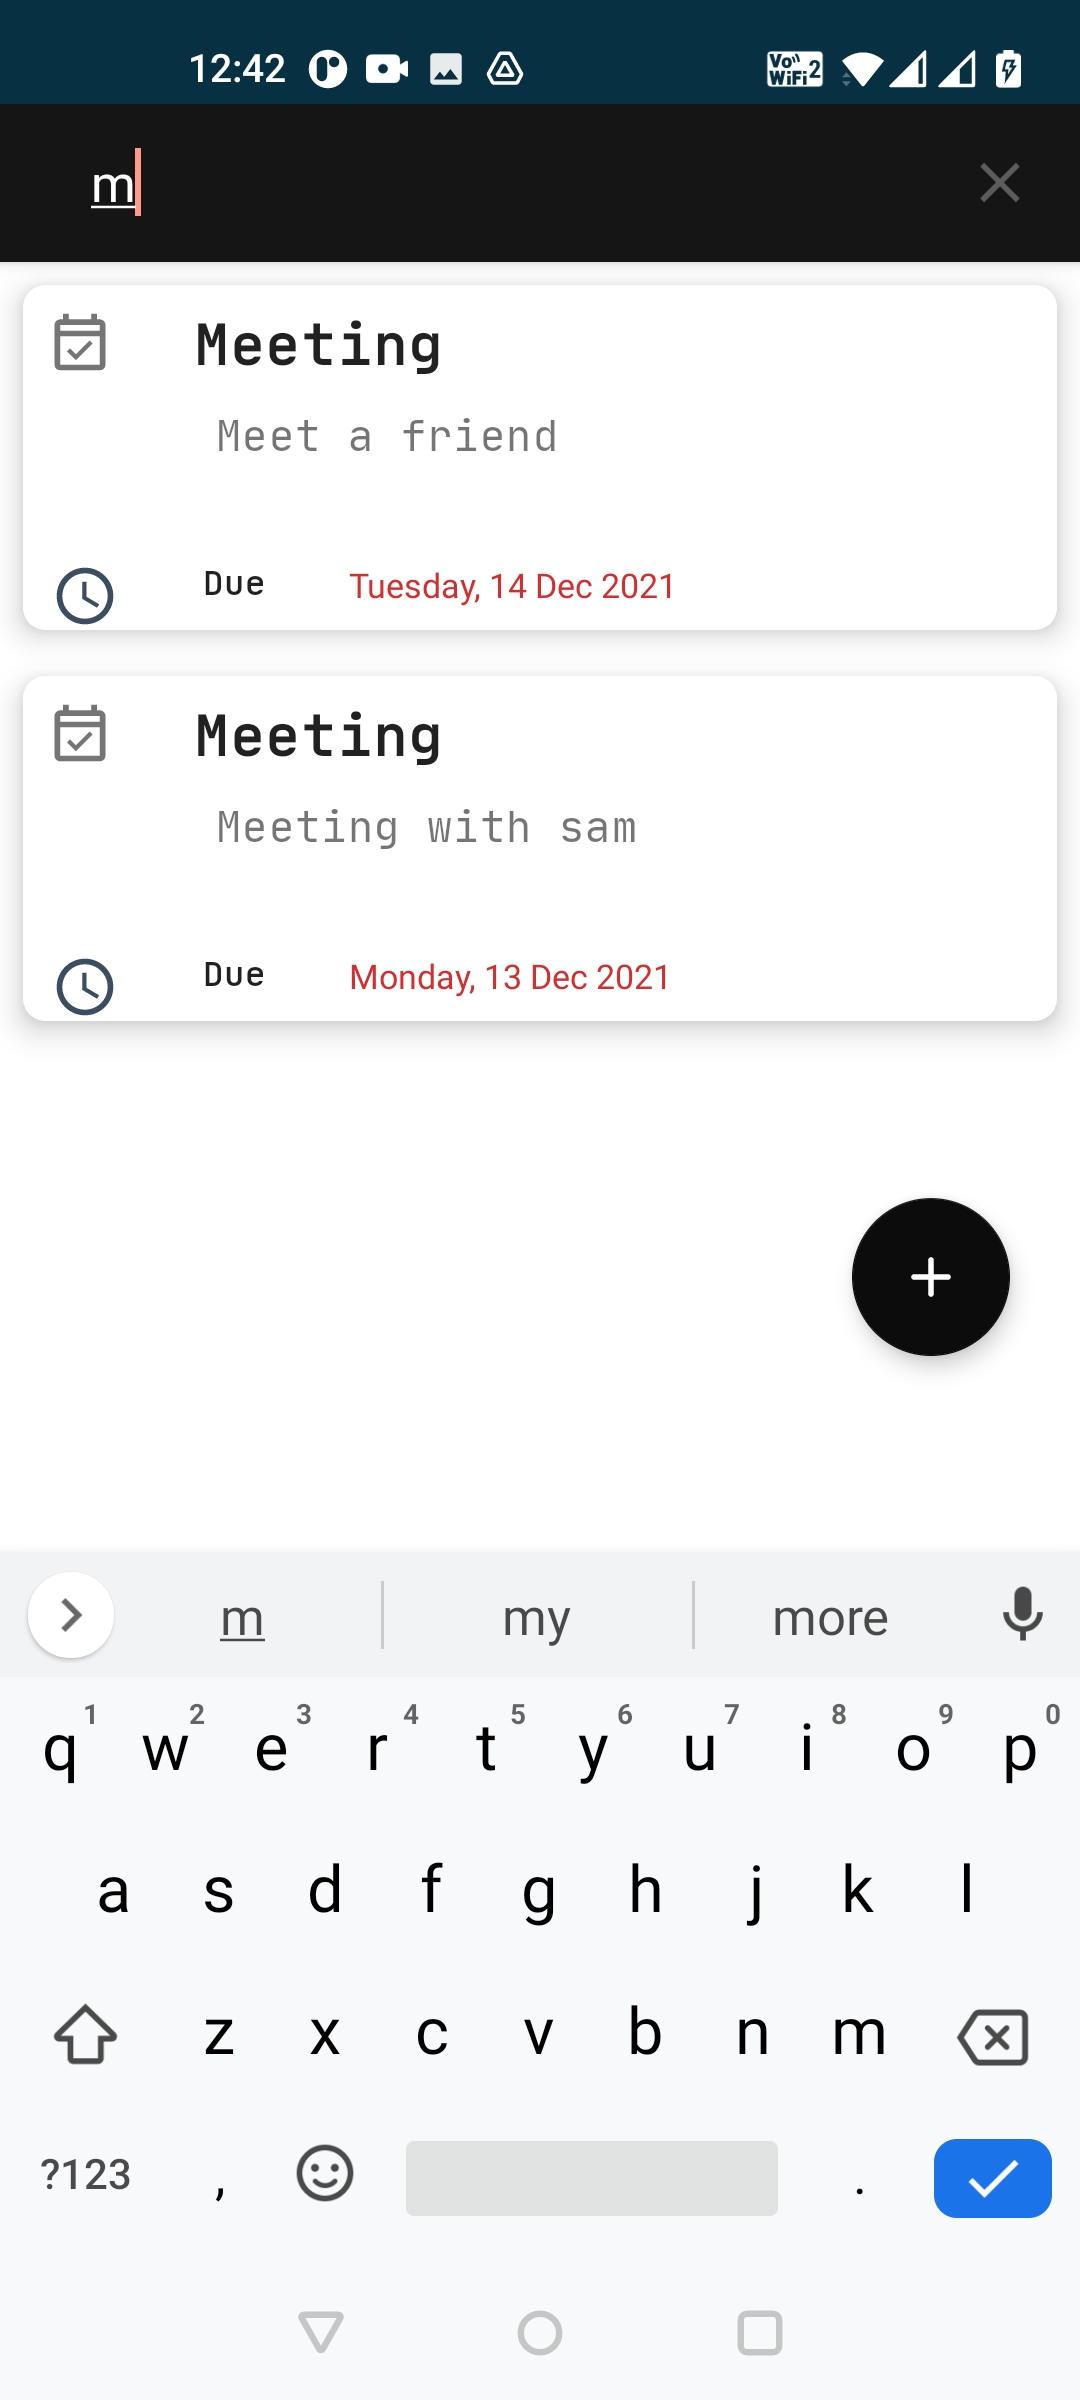 12:42 Vo WiFi 2
m
Meeting
Meet a friend
Due Tuesday, 14 Dec 2021
Meeting
Meeting with sam
Due Monday, 13 Dec 2021
m my more
1 2 3 4 5 6 7 8 9 0
q w e r t y u i o p
a s d f g h j k l
z x c v b n m
?123 , .